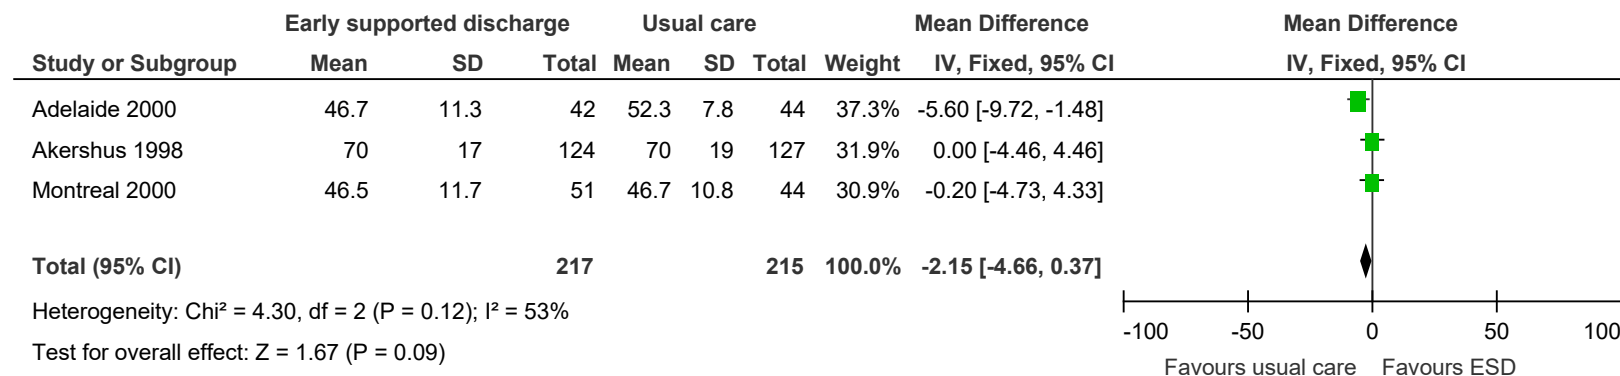 Early supported discharge Usual care Mean Difference Mean Difference
Study or Subgroup Mean SD Total Mean SD Total Weight IV, Fixed, 95% CI IV, Fixed, 95% CI
Adelaide 2000 46.7 11.3 42 52.3 7.8 44 37.3% -5.60 [-9.72, -1.48]
Akershus 1998 70 17 124 70 19 127 31.9% 0.00 [-4.46, 4.46]
Montreal 2000 46.5 11.7 51 46.7 10.8 44 30.9% -0.20 [-4.73, 4.33]
Total (95% CI) 217 215 100.0% -2.15 [-4.66, 0.37]
Heterogeneity: Chi² = 4.30, df = 2 (P = 0.12); I² = 53%
Test for overall effect: Z = 1.67 (P = 0.09)
-100 -50 0 50 100
Favours usual care Favours ESD